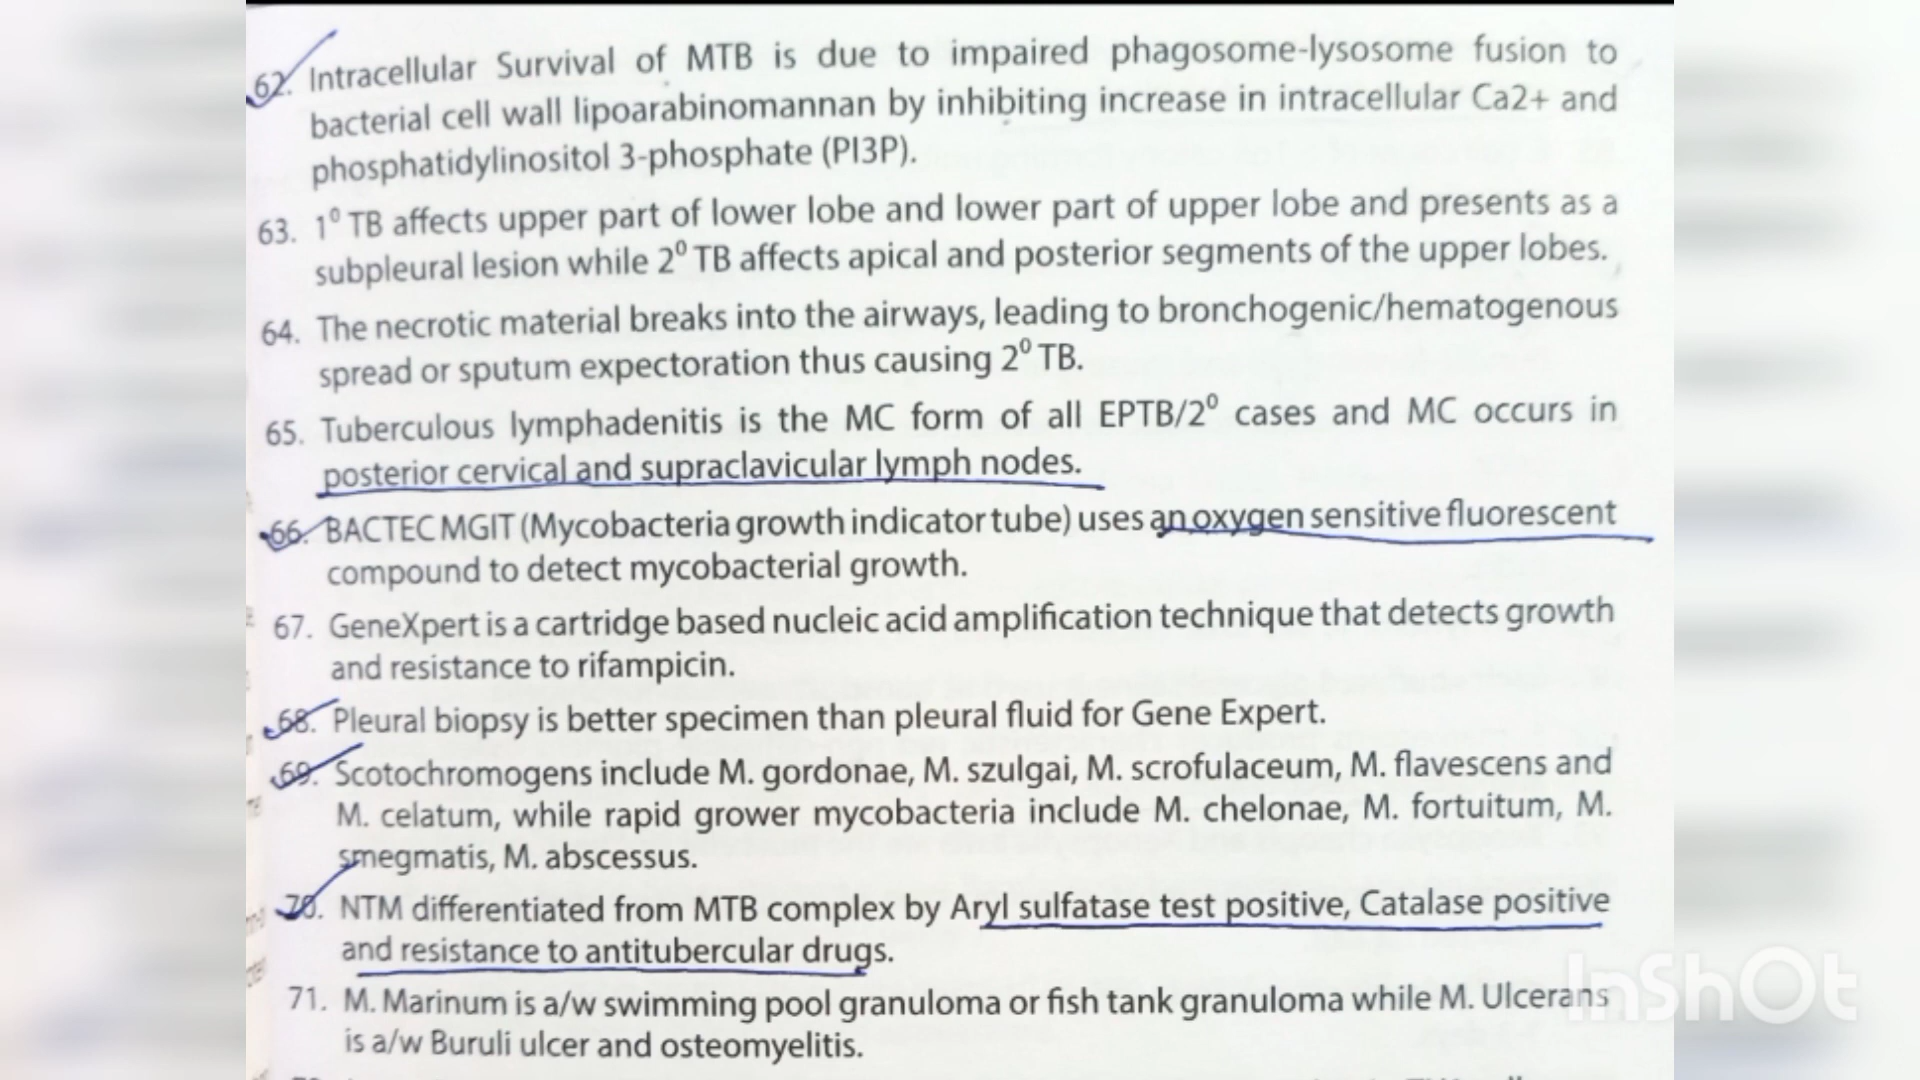 62. Intracellular Survival of MTB is due to impaired phagosome-lysosome fusion to
bacterial cell wall lipoarabinomannan by inhibiting increase in intracellular Ca2+ and
phosphatidylinositol 3-phosphate (PI3P).
63. 1⁰ TB affects upper part of lower lobe and lower part of upper lobe and presents as a
subpleural lesion while 2⁰ TB affects apical and posterior segments of the upper lobes.
64. The necrotic material breaks into the airways, leading to bronchogenic/hematogenous
spread or sputum expectoration thus causing 2⁰ TB.
65. Tuberculous lymphadenitis is the MC form of all EPTB/2⁰ cases and MC occurs in
posterior cervical and supraclavicular lymph nodes.
66. BACTEC MGIT (Mycobacteria growth indicator tube) uses an oxygen sensitive fluorescent
compound to detect mycobacterial growth.
67. GeneXpert is a cartridge based nucleic acid amplification technique that detects growth
and resistance to rifampicin.
68. Pleural biopsy is better specimen than pleural fluid for Gene Expert.
69. Scotochromogens include M. gordonae, M. szulgai, M. scrofulaceum, M. flavescens and
M. celatum, while rapid grower mycobacteria include M. chelonae, M. fortuitum, M.
smegmatis, M. abscessus.
70. NTM differentiated from MTB complex by Aryl sulfatase test positive, Catalase positive
and resistance to antitubercular drugs.
71. M. Marinum is a/w swimming pool granuloma or fish tank granuloma while M. Ulcerans
is a/w Buruli ulcer and osteomyelitis.
InShOt